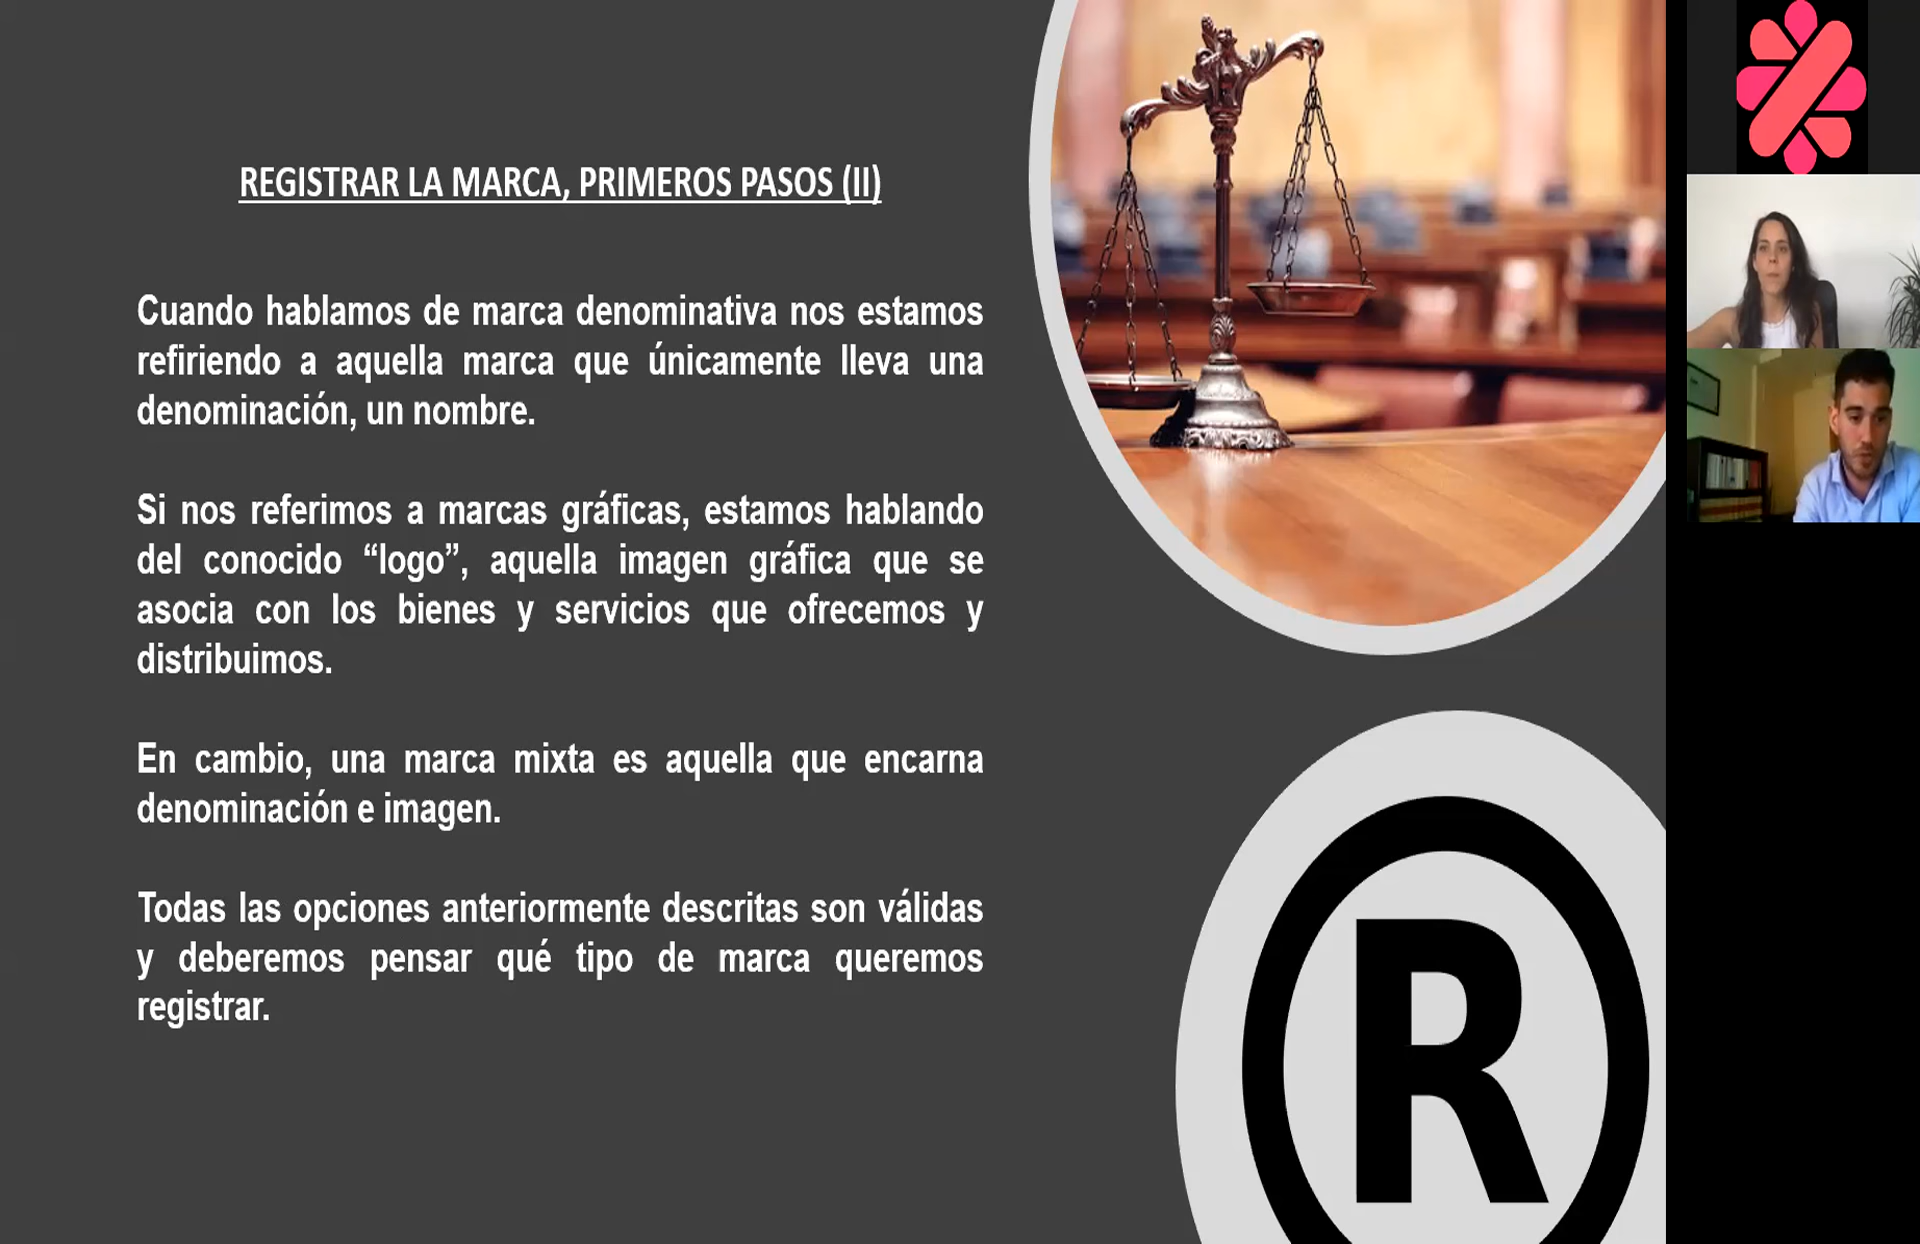 REGISTRAR LA MARCA, PRIMEROS PASOS (II)
Cuando hablamos de marca denominativa nos estamos
refiriendo a aquella marca que únicamente lleva una
denominación, un nombre.
Si nos referimos a marcas gráficas, estamos hablando
del conocido “logo”, aquella imagen gráfica que se
asocia con los bienes y servicios que ofrecemos y
distribuimos.
En cambio, una marca mixta es aquella que encarna
denominación e imagen.
Todas las opciones anteriormente descritas son válidas
y deberemos pensar qué tipo de marca queremos
registrar.
R